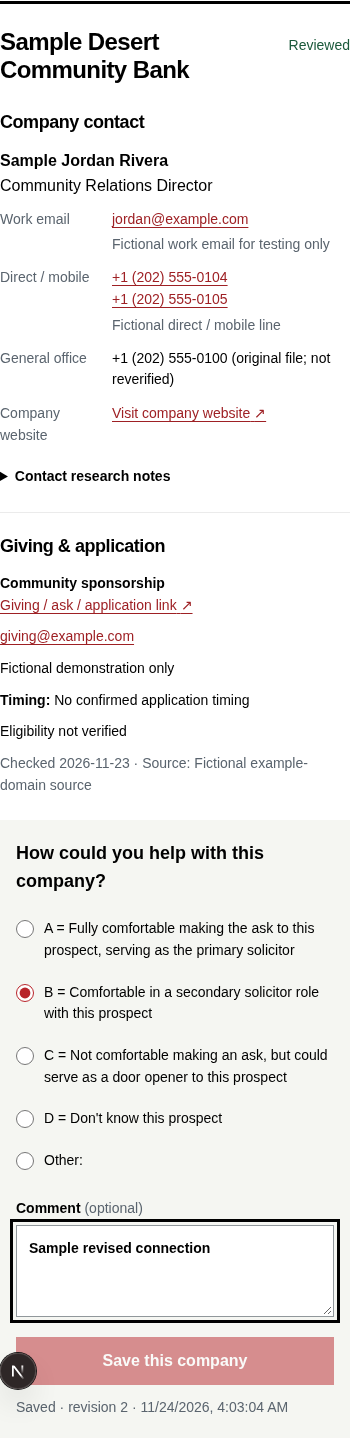 Sample Desert
Community Bank
Reviewed
Company contact
Sample Jordan Rivera
Community Relations Director
Work email
jordan@example.com
Fictional work email for testing only
Direct / mobile
+1 (202) 555-0104
+1 (202) 555-0105
Fictional direct / mobile line
General office
+1 (202) 555-0100 (original file; not
reverified)
Company
website
Visit company website ↗
▶ Contact research notes
Giving & application
Community sponsorship
Giving / ask / application link ↗
giving@example.com
Fictional demonstration only
Timing: No confirmed application timing
Eligibility not verified
Checked 2026-11-23 · Source: Fictional example-
domain source
How could you help with this
company?
A = Fully comfortable making the ask to this
prospect, serving as the primary solicitor
B = Comfortable in a secondary solicitor role
with this prospect
C = Not comfortable making an ask, but could
serve as a door opener to this prospect
D = Don't know this prospect
Other:
Comment (optional)
Sample revised connection
Save this company
N
Saved · revision 2 · 11/24/2026, 4:03:04 AM